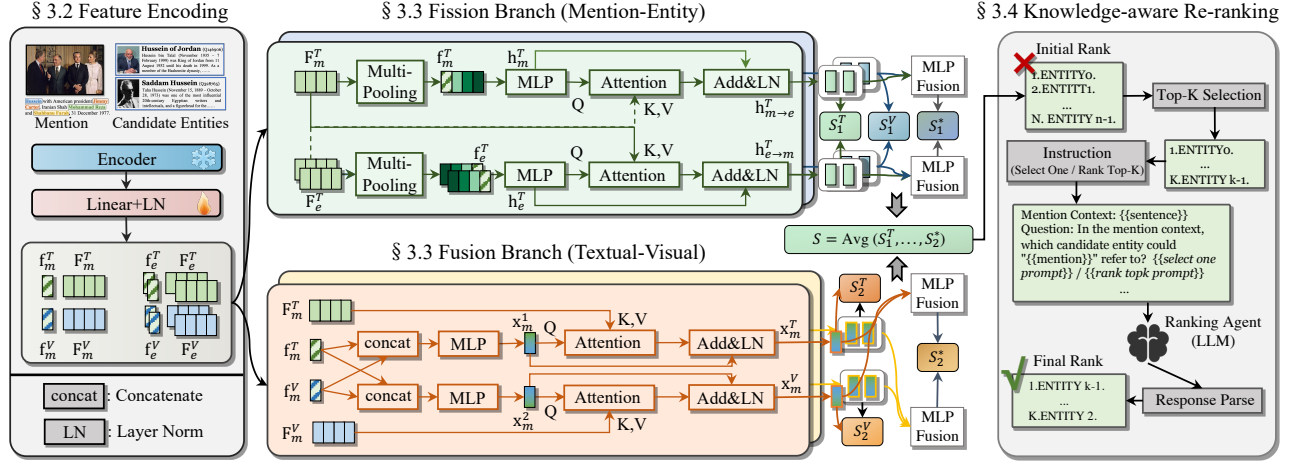 § 3.2 Feature Encoding
Hussein of Jordan
Saddam Hussein
Mention
Candidate Entities
Encoder
Linear+LN
f_m^T
F_m^T
f_e^T
F_e^T
f_m^V
F_m^V
f_e^V
F_e^V
concat : Concatenate
LN : Layer Norm
§ 3.3 Fission Branch (Mention-Entity)
F_m^T
Multi-
Pooling
f_m^T
h_m^T
MLP
Q
Attention
K,V
Add&LN
h_{m→e}^T
F_e^T
Multi-
Pooling
f_e^T
MLP
h_e^T
Q
Attention
K,V
Add&LN
h_{e→m}^T
S_1^T
S_1^V
S_1^*
MLP
Fusion
MLP
Fusion
S = Avg (S_1^T,…, S_2^*)
§ 3.3 Fusion Branch (Textual-Visual)
F_m^T
f_m^T
f_m^V
F_m^V
concat
MLP
x_m^1
Q
K,V
Attention
Add&LN
x_m^T
concat
MLP
x_m^2
Q
K,V
Attention
Add&LN
x_m^V
S_2^T
S_2^V
S_2^*
MLP
Fusion
MLP
Fusion
§ 3.4 Knowledge-aware Re-ranking
Initial Rank
1.ENTITY0.
2.ENTITT1.
...
N. ENTITY n-1.
Top-K Selection
1.ENTITY0.
...
K.ENTITY k-1.
Instruction
(Select One / Rank Top-K)
Mention Context: {{sentence}}
Question: In the mention context,
which candidate entity could
"{{mention}}" refer to? {{select one
prompt}} / {{rank topk prompt}}
...
Ranking Agent
(LLM)
Final Rank
1.ENTITY k-1.
...
K.ENTITY 2.
Response Parse